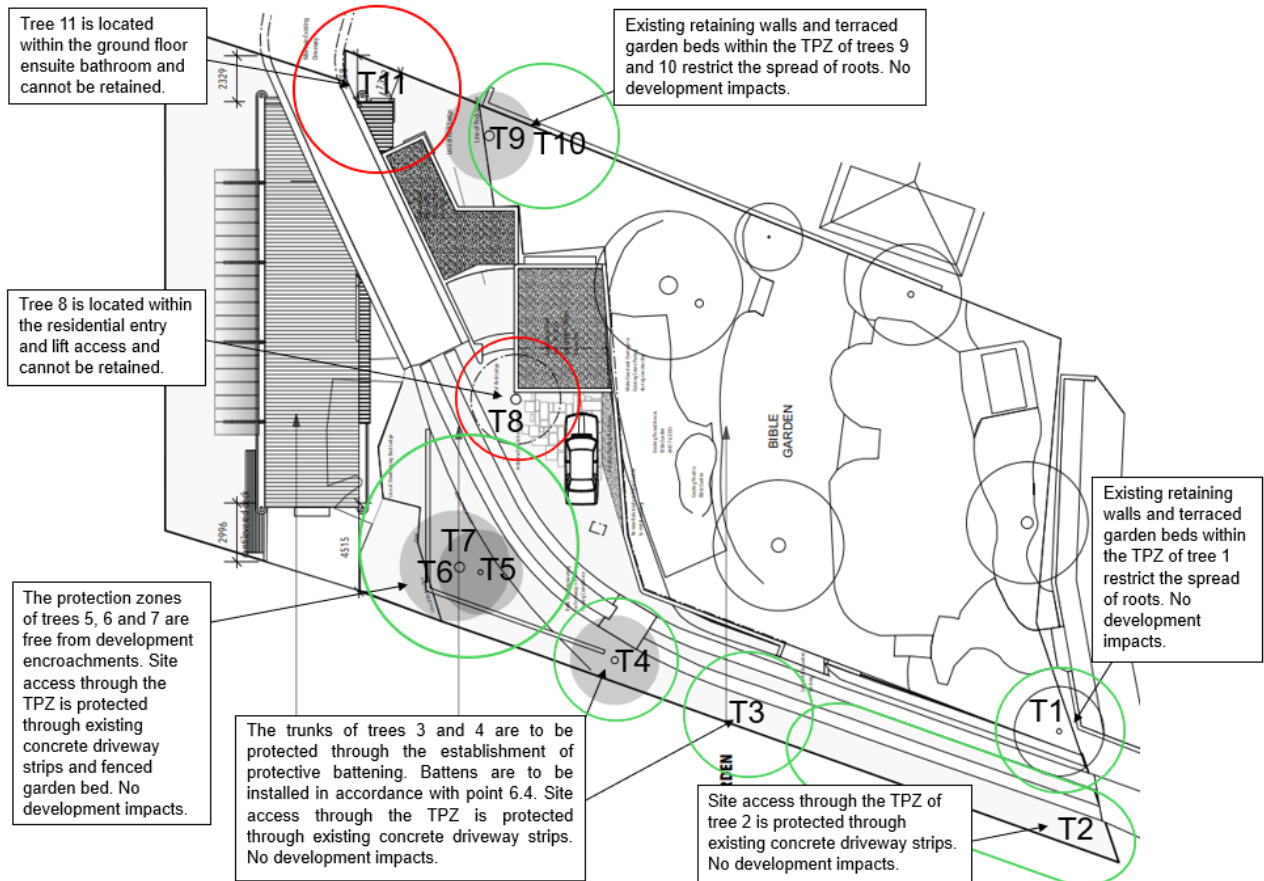 Tree 11 is located
within the ground floor
ensuite bathroom and
cannot be retained.
Existing retaining walls and terraced
garden beds within the TPZ of trees 9
and 10 restrict the spread of roots. No
development impacts.
2329
T11
T9
T10
Tree 8 is located within
the residential entry
and lift access and
cannot be retained.
T8
BIBLE
GARDEN
Existing retaining
walls and terraced
garden beds within
the TPZ of tree 1
restrict the spread
of roots. No
development
impacts.
2996
4515
T7
T6
T5
The protection zones
of trees 5, 6 and 7 are
free from development
encroachments. Site
access through the
TPZ is protected
through existing
concrete driveway
strips and fenced
garden bed. No
development impacts.
T4
T3
T1
The trunks of trees 3 and 4 are to be
protected through the establishment of
protective battening. Battens are to be
installed in accordance with point 6.4. Site
access through the TPZ is protected
through existing concrete driveway strips.
No development impacts.
RDEN
Site access through the TPZ of
tree 2 is protected through
existing concrete driveway strips.
No development impacts.
T2